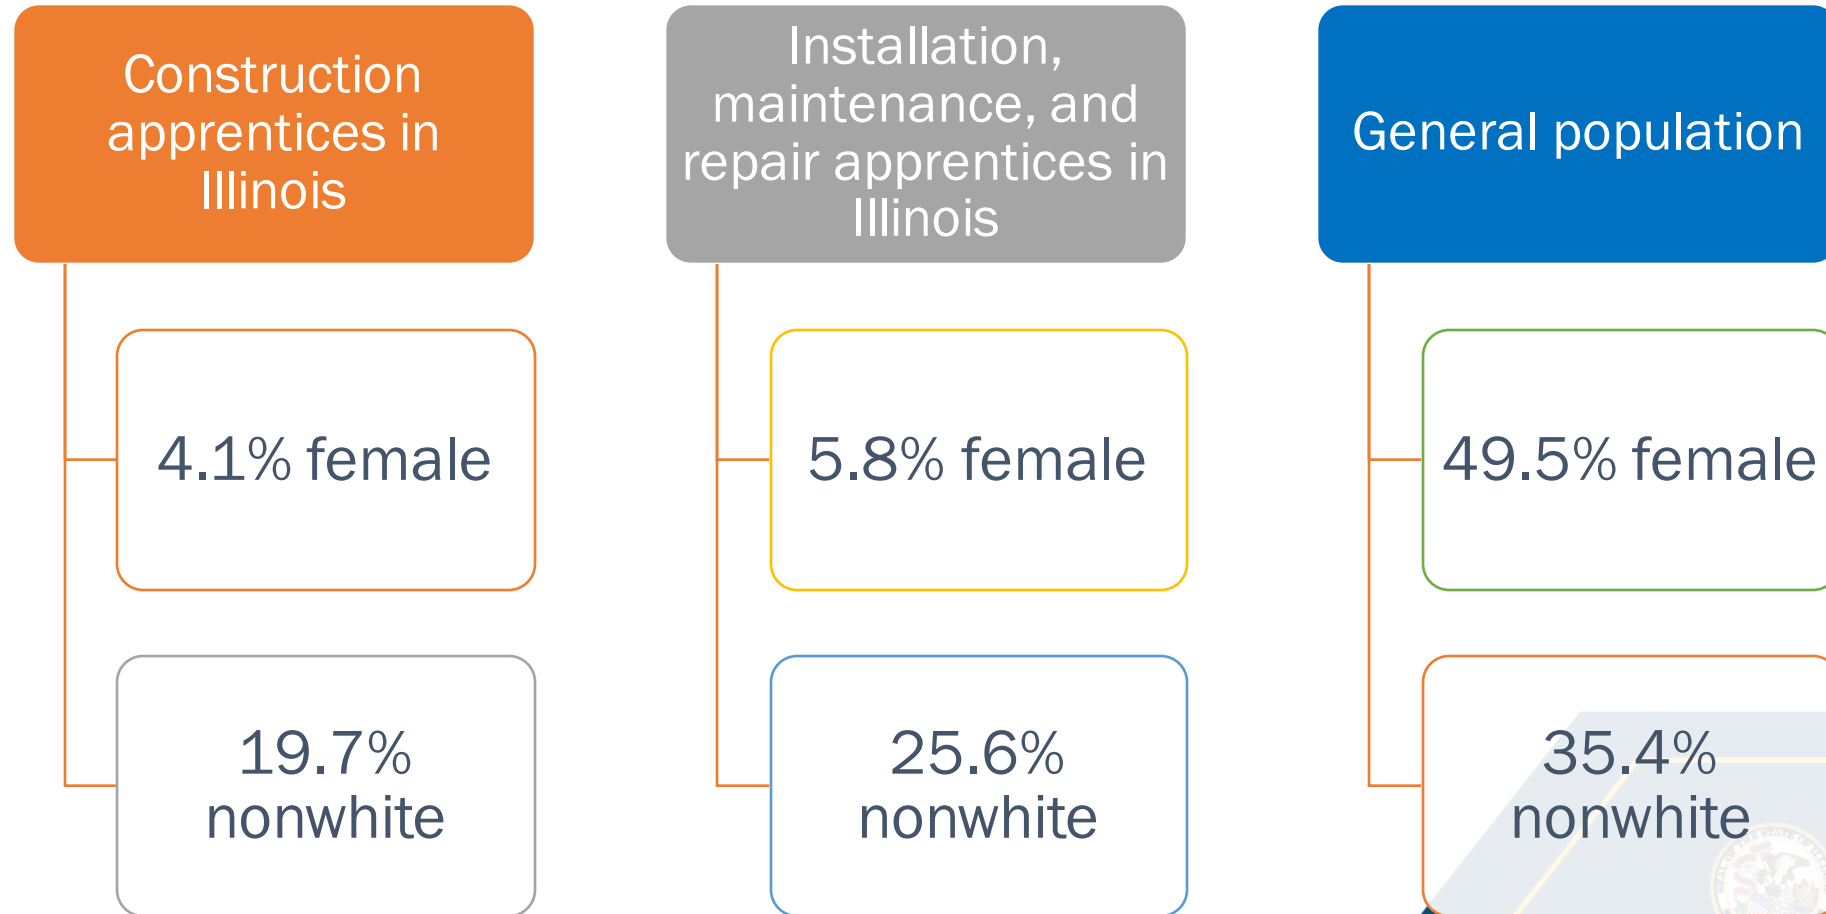 Construction
apprentices in
Illinois
4.1% female
19.7%
nonwhite
Installation,
maintenance, and
repair apprentices in
Illinois
5.8% female
25.6%
nonwhite
General population
49.5% female
35.4%
nonwhite